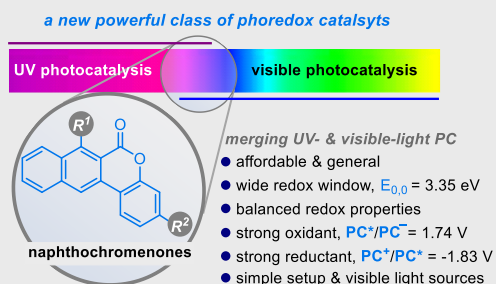 a new powerful class of phoredox catalsyts
UV photocatalysis
visible photocatalysis
R1
O
O
R2
naphthochromenones
merging UV- & visible-light PC
affordable & general
wide redox window, E0,0 = 3.35 eV
balanced redox properties
strong oxidant, PC*/PC‾= 1.74 V
strong reductant, PC+/PC* = -1.83 V
simple setup & visible light sources